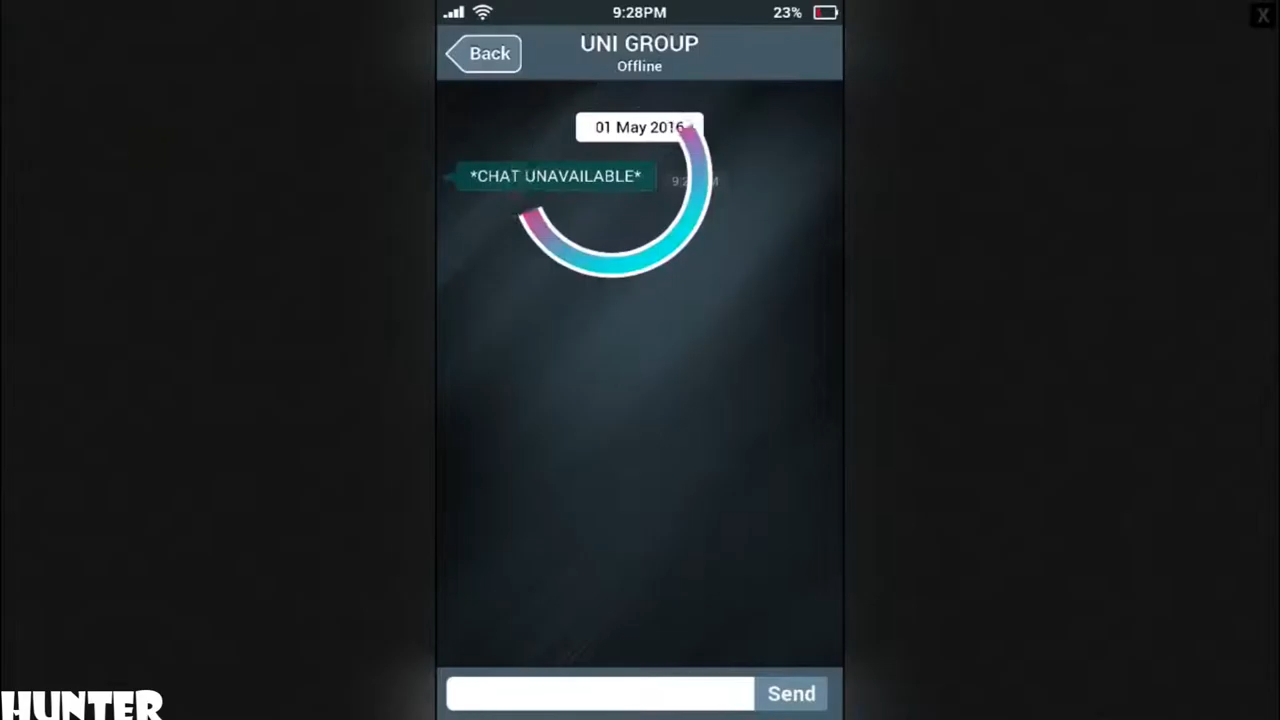 9:28PM
23%
X
Back
UNI GROUP
Offline
01 May 2016
*CHAT UNAVAILABLE*
Send
HUNTER